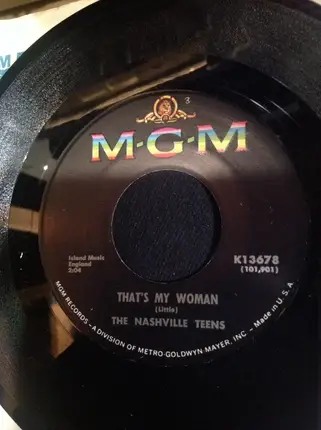 M·G·M
Island Music
England
2:04
K13678
(101,901)
THAT'S MY WOMAN
(Little)
THE NASHVILLE TEENS
MGM RECORDS – A DIVISION OF METRO-GOLDWYN-MAYER, INC. – Made in U.S.A.